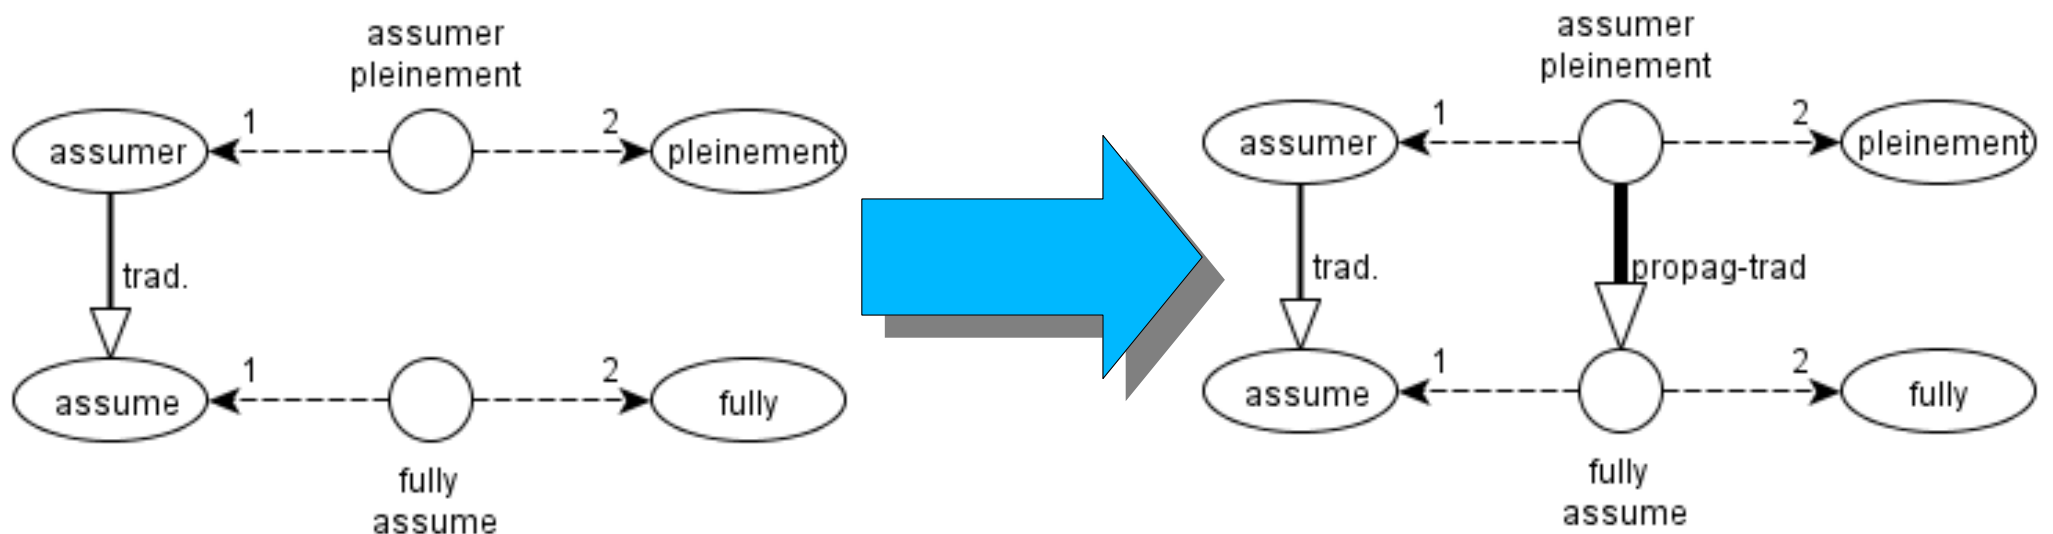 assumer
pleinement
assumer
1
2
pleinement
trad.
assume
1
2
fully
fully
assume
assumer
pleinement
assumer
1
2
pleinement
trad.
propag-trad
assume
1
2
fully
fully
assume